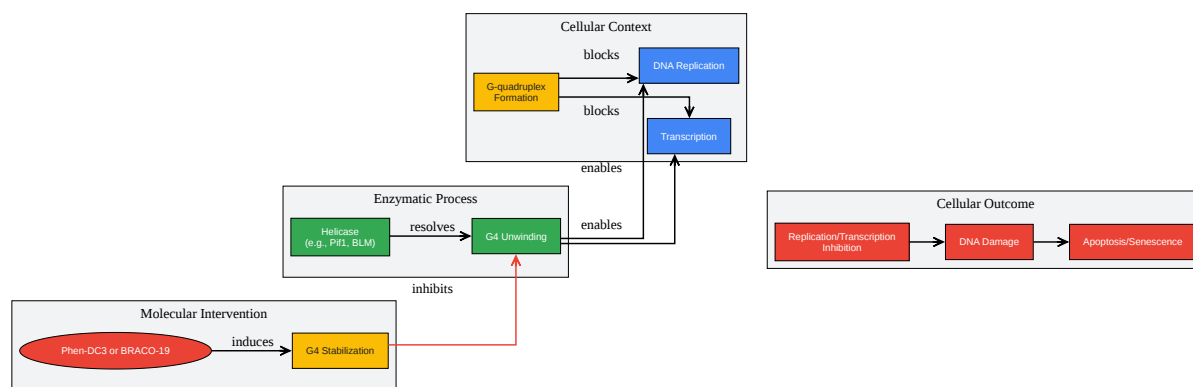 Cellular Context
blocks
DNA Replication
G-quadruplex
Formation
blocks
Transcription
enables
Enzymatic Process
Helicase
(e.g., Pif1, BLM)
resolves
G4 Unwinding
enables
inhibits
Cellular Outcome
Replication/Transcription
Inhibition
DNA Damage
Apoptosis/Senescence
Molecular Intervention
Phen-DC3 or BRACO-19
induces
G4 Stabilization